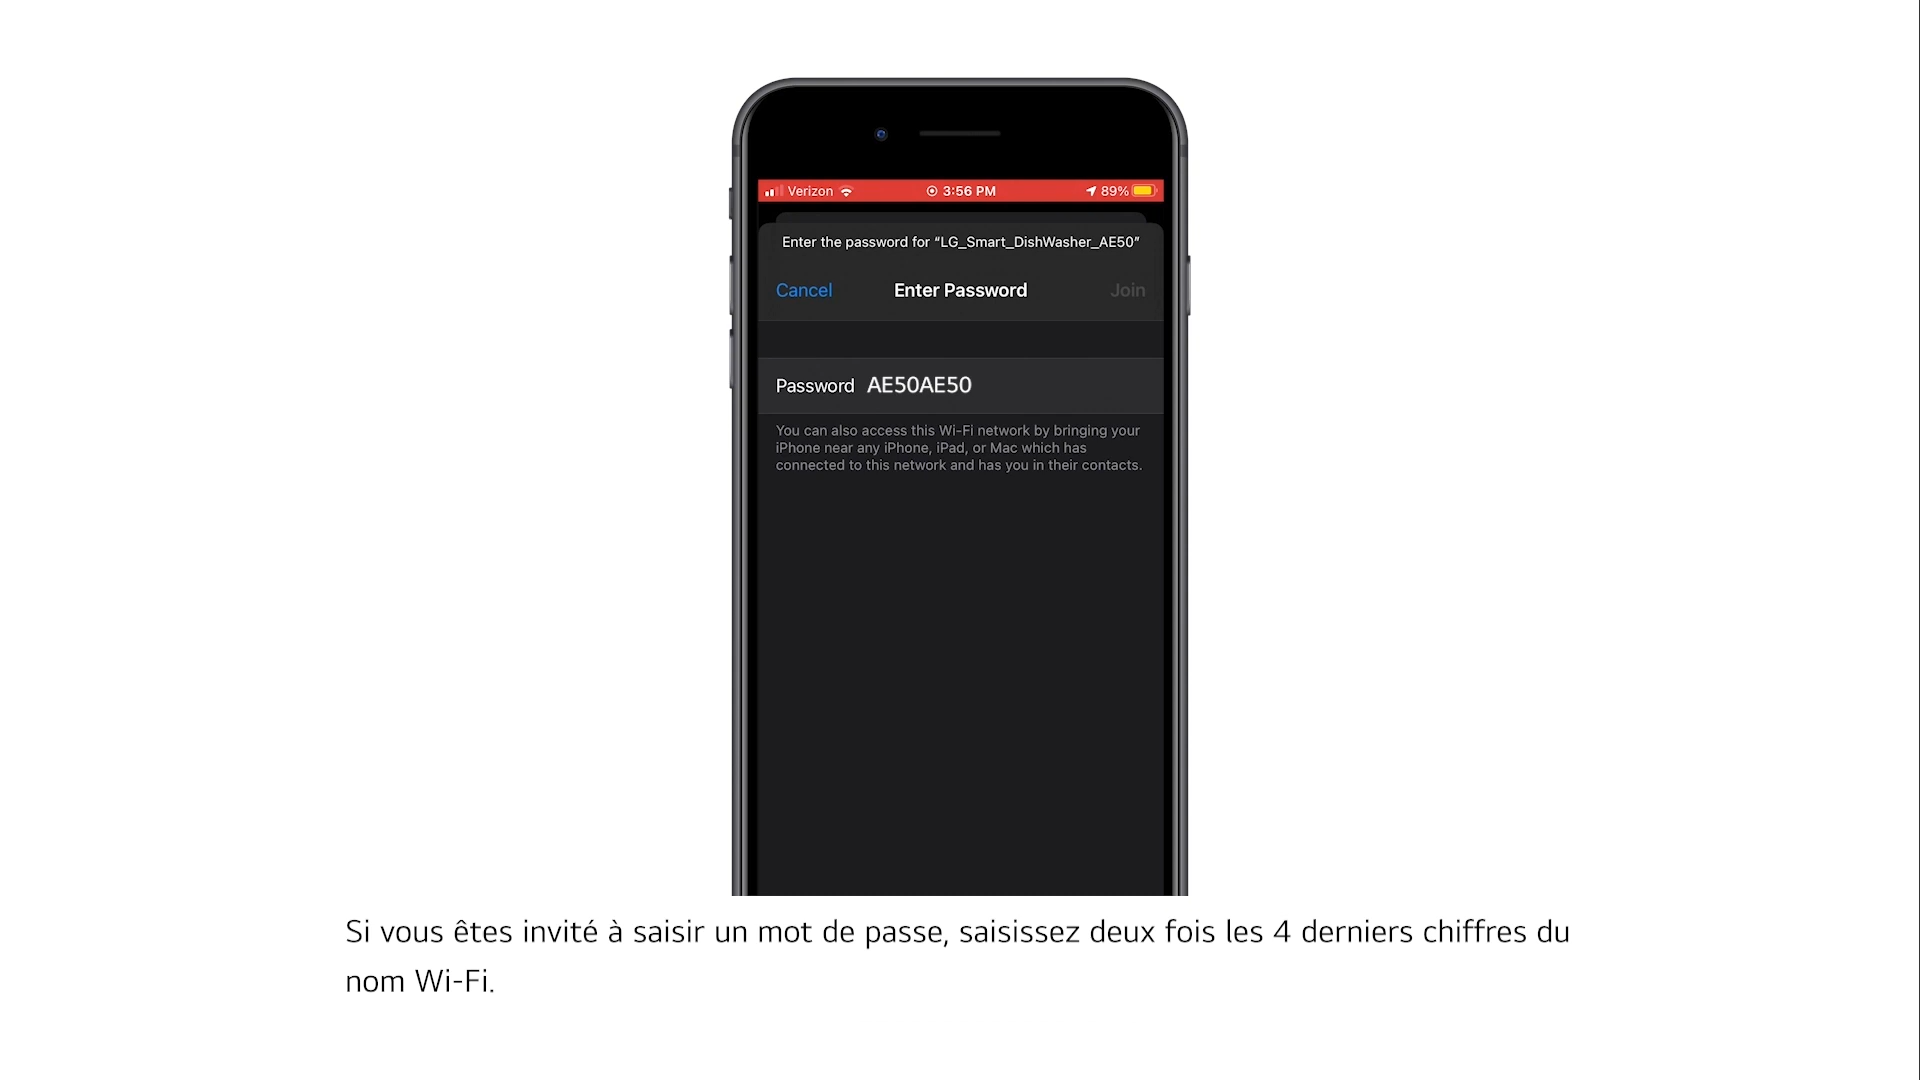 Verizon 3:56 PM 89%
Enter the password for “LG_Smart_DishWasher_AE50”
Cancel Enter Password Join
Password AE50AE50
You can also access this Wi-Fi network by bringing your
iPhone near any iPhone, iPad, or Mac which has
connected to this network and has you in their contacts.
Si vous êtes invité à saisir un mot de passe, saisissez deux fois les 4 derniers chiffres du
nom Wi-Fi.